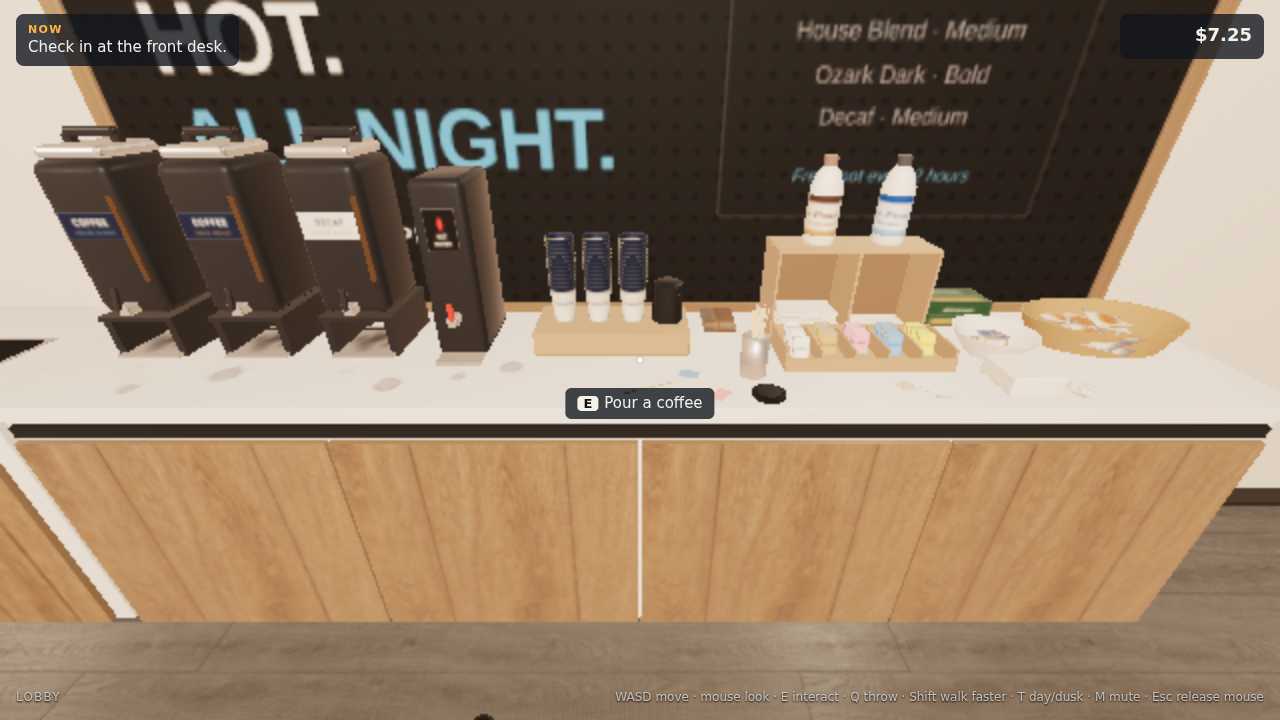 NOW
Check in at the front desk.
$7.25
HOT.
ALL NIGHT.
House Blend · Medium
Ozark Dark · Bold
Decaf · Medium
hours
COFFEE
COFFEE
DECAF
E Pour a coffee
LOBBY
WASD move · mouse look · E interact · Q throw · Shift walk faster · T day/dusk · M mute · Esc release mouse